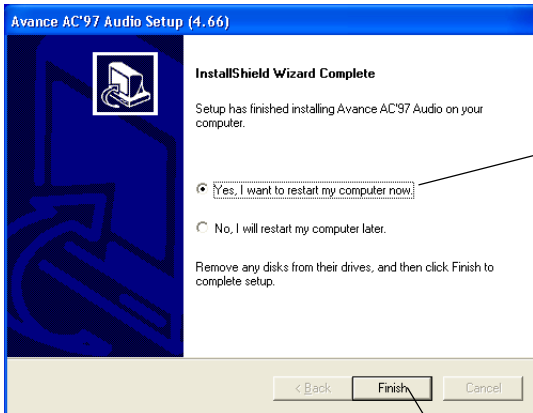 Avance AC'97 Audio Setup (4.66)
InstallShield Wizard Complete
Setup has finished installing Avance AC'97 Audio on your
computer.
Yes, I want to restart my computer now.
No, I will restart my computer later.
Remove any disks from their drives, and then click Finish to
complete setup.
< Back Finish Cancel